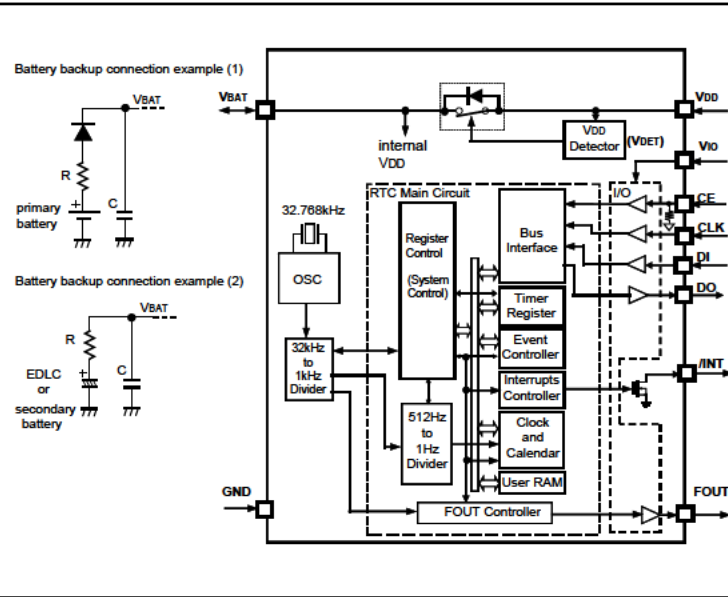 Battery backup connection example (1)
VBAT
R
+
C
primary
battery
Battery backup connection example (2)
VBAT
R
+
C
EDLC
or
secondary
battery
VBAT
internal
VDD
VDD
Detector
(VDET)
VDD
VIO
32.768kHz
OSC
RTC Main Circuit
Register
Control
(System
Control)
Bus
Interface
Timer
Register
Event
Controller
Interrupts
Controller
Clock
and
Calendar
User RAM
32kHz
to
1kHz
Divider
512Hz
to
1Hz
Divider
FOUT Controller
I/O
CE
CLK
DI
DO
/INT
FOUT
GND